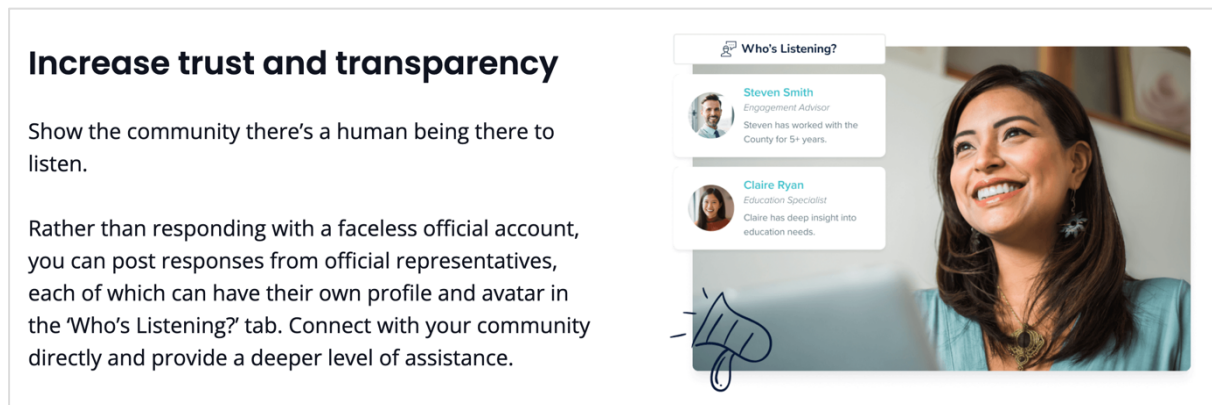 Increase trust and transparency
Show the community there's a human being there to
listen.
Rather than responding with a faceless official account,
you can post responses from official representatives,
each of which can have their own profile and avatar in
the ‘Who's Listening?’ tab. Connect with your community
directly and provide a deeper level of assistance.
Who's Listening?
Steven Smith
Engagement Advisor
Steven has worked with the
County for 5+ years.
Claire Ryan
Education Specialist
Claire has deep insight into
education needs.